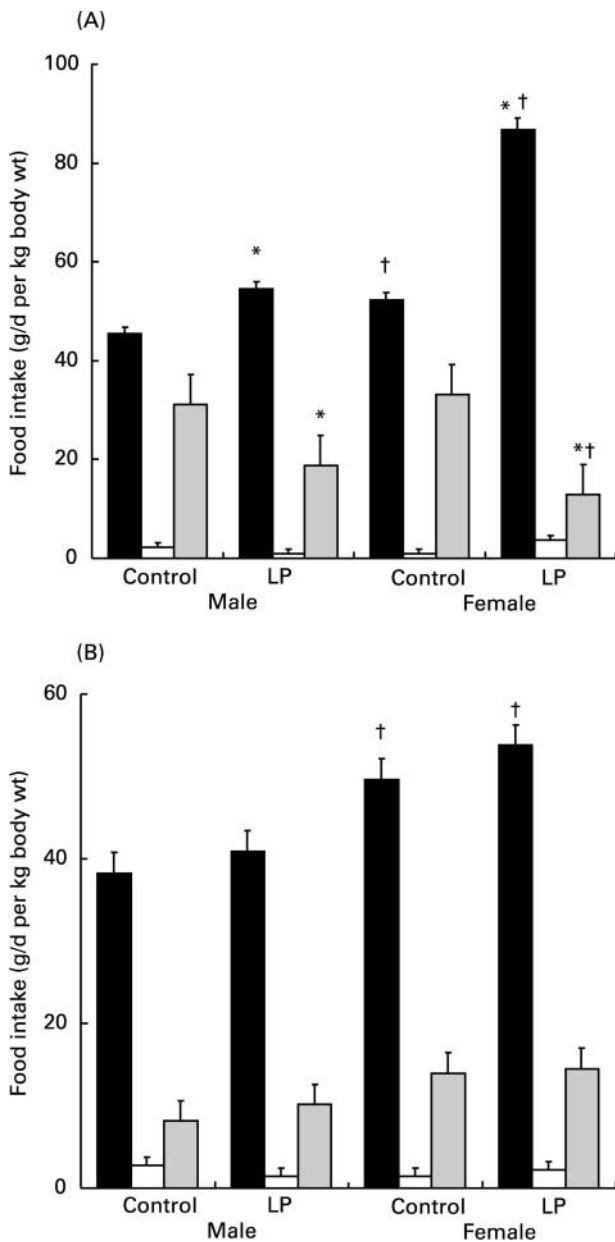 (A)
Food intake (g/d per kg body wt)
100
80
60
40
20
0
*
†
* †
*
*†
Control LP Control LP
Male Female
(B)
Food intake (g/d per kg body wt)
60
40
20
0
†
†
Control LP Control LP
Male Female